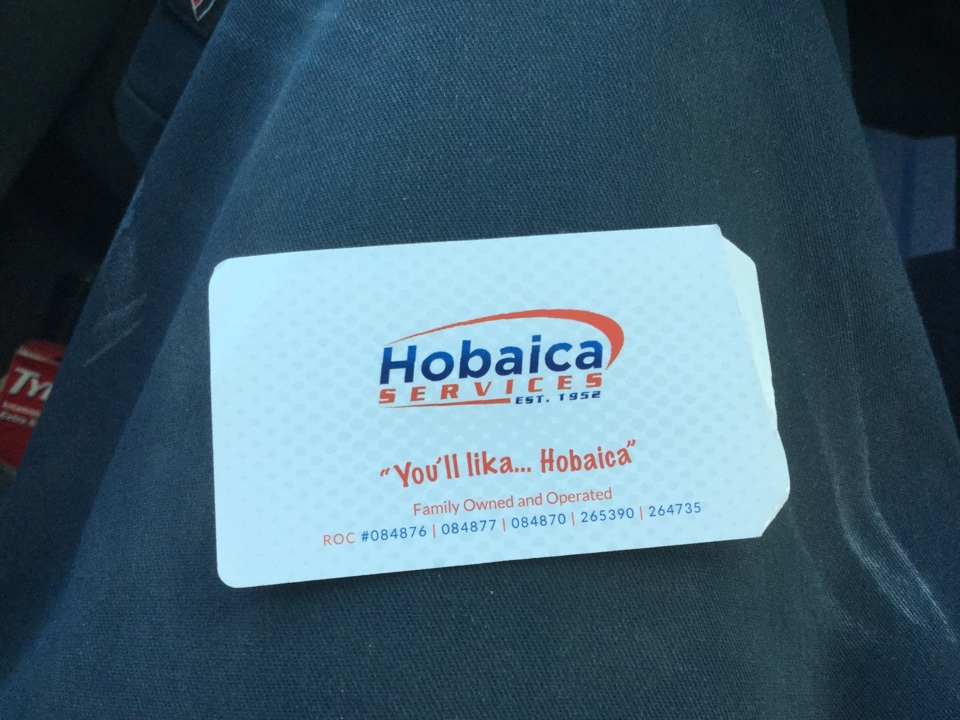 Hobaica
SERVICES
EST. 1952
"You'll lika... Hobaica"
Family Owned and Operated
ROC #084876 | 084877 | 084870 | 265390 | 264735